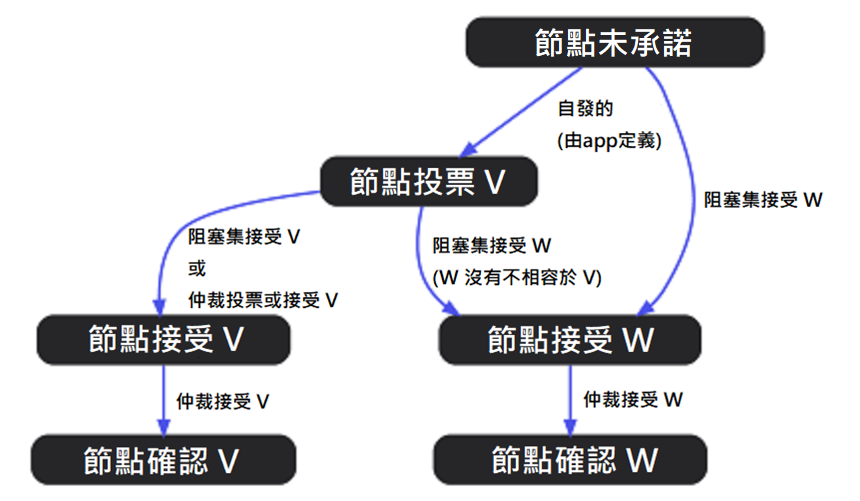 節點未承諾
自發的
(由app定義)
節點投票 V
阻塞集接受 W
阻塞集接受 V
或
仲裁投票或接受 V
阻塞集接受 W
(W 沒有不相容於 V)
節點接受 V
節點接受 W
仲裁接受 V
仲裁接受 W
節點確認 V
節點確認 W